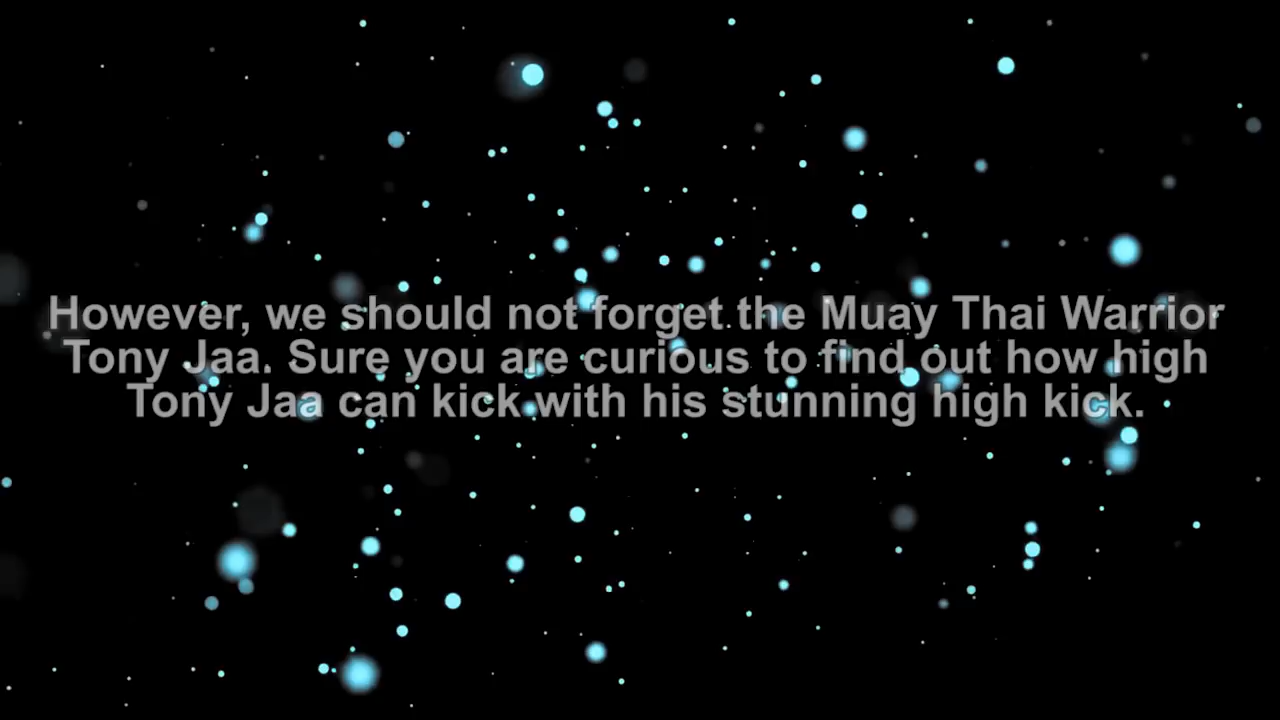 However, we should not forget the Muay Thai Warrior
Tony Jaa. Sure you are curious to find out how high
Tony Jaa can kick with his stunning high kick.